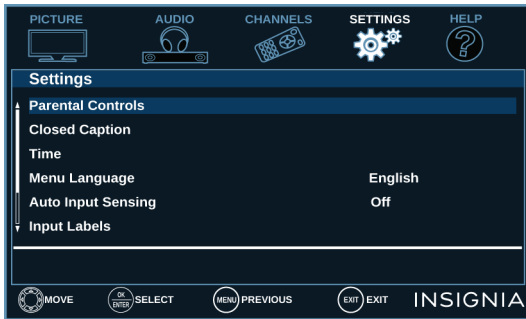 PICTURE AUDIO CHANNELS SETTINGS HELP
Settings
Parental Controls
Closed Caption
Time
Menu Language English
Auto Input Sensing Off
Input Labels
MOVE OK ENTER SELECT MENU PREVIOUS EXIT EXIT INSIGNIA